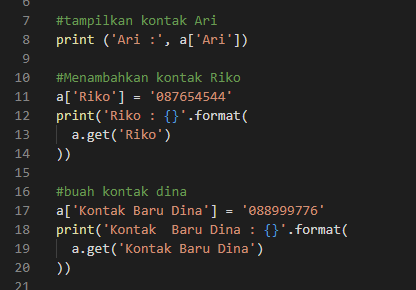 6
7 #tampilkan kontak Ari
8 print ('Ari :', a['Ari'])
9
10 #Menambahkan kontak Riko
11 a['Riko'] = '087654544'
12 print('Riko : {}'.format(
13   a.get('Riko')
14 ))
15
16 #buah kontak dina
17 a['Kontak Baru Dina'] = '088999776'
18 print('Kontak  Baru Dina : {}'.format(
19   a.get('Kontak Baru Dina')
20 ))
21